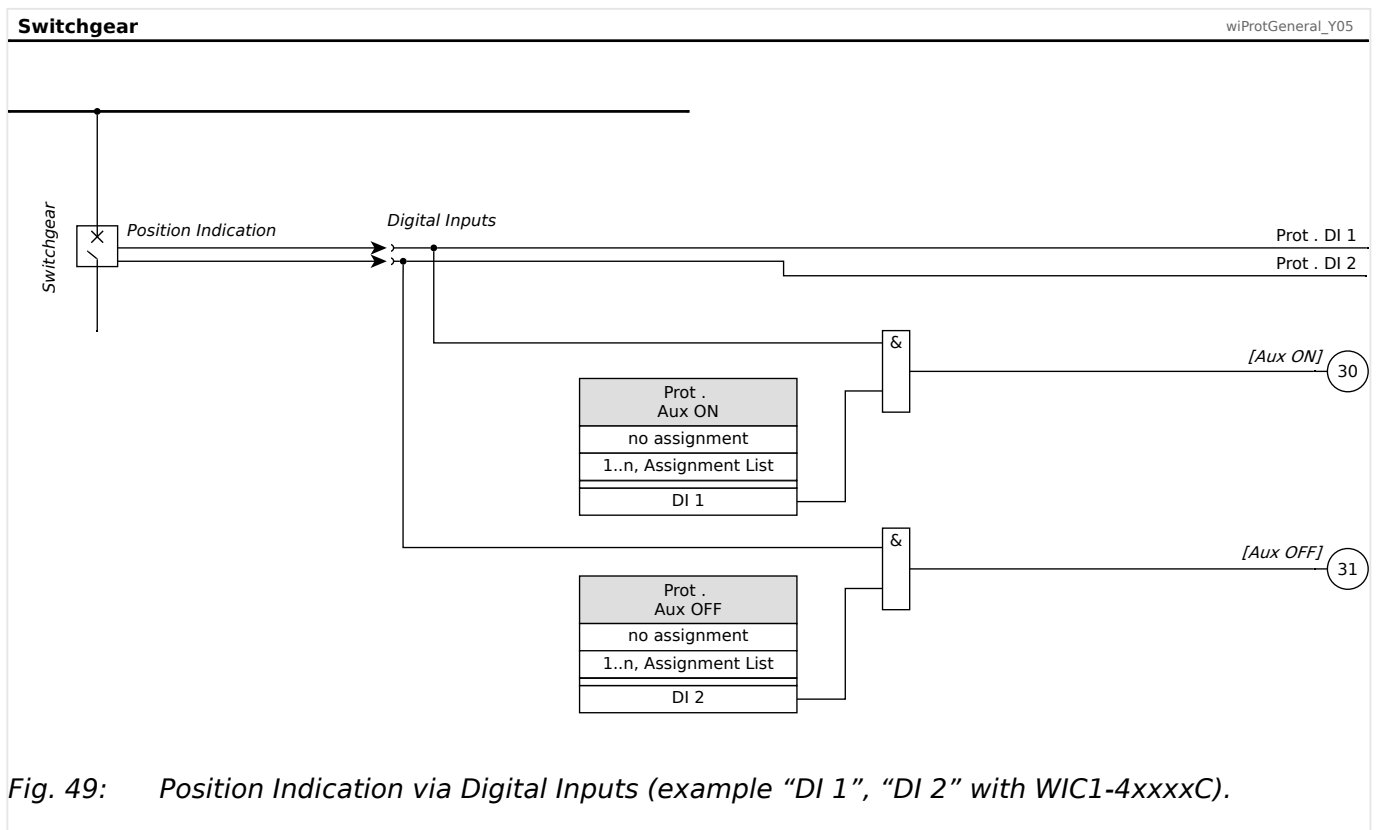 Switchgear
wiProtGeneral_Y05
Switchgear
Position Indication
Digital Inputs
Prot . DI 1
Prot . DI 2
&
[Aux ON]
30
Prot .
Aux ON
no assignment
1..n, Assignment List
DI 1
&
[Aux OFF]
31
Prot .
Aux OFF
no assignment
1..n, Assignment List
DI 2
Fig. 49: Position Indication via Digital Inputs (example “DI 1”, “DI 2” with WIC1-4xxxxC).